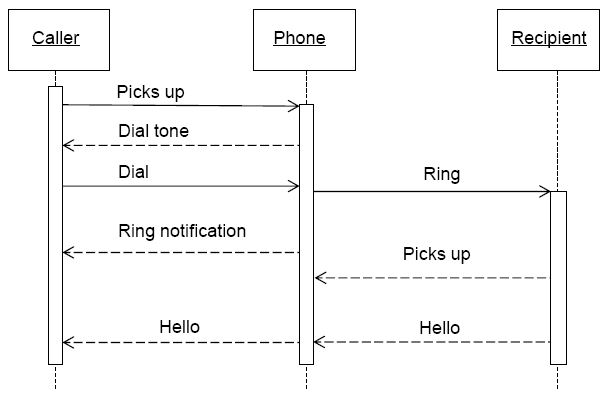 Caller
Phone
Recipient
Picks up
Dial tone
Dial
Ring
Ring notification
Picks up
Hello
Hello